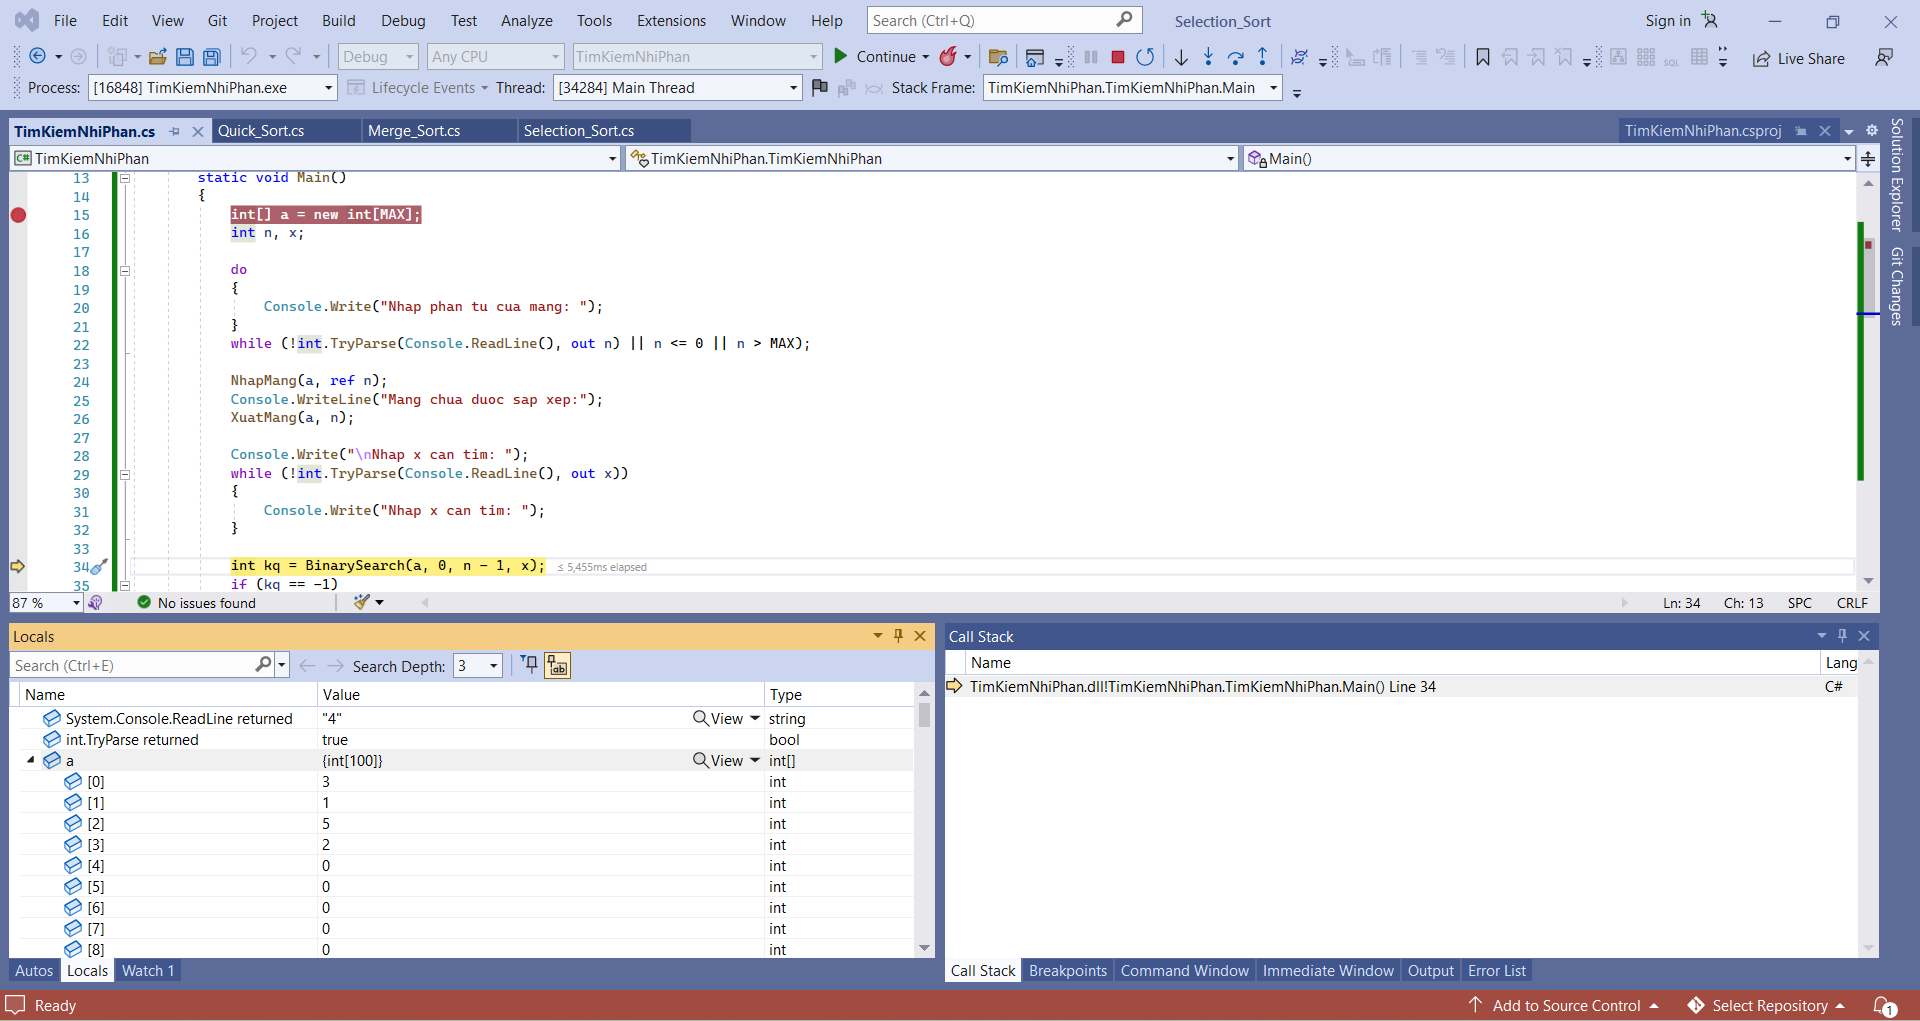 File Edit View Git Project Build Debug Test Analyze Tools Extensions Window Help Search (Ctrl+Q) Selection_Sort Sign in
Debug Any CPU TimKiemNhiPhan Continue Live Share
Process: [16848] TimKiemNhiPhan.exe Lifecycle Events Thread: [34284] Main Thread Stack Frame: TimKiemNhiPhan.TimKiemNhiPhan.Main
TimKiemNhiPhan.cs Quick_Sort.cs Merge_Sort.cs Selection_Sort.cs TimKiemNhiPhan.csproj
C# TimKiemNhiPhan TimKiemNhiPhan.TimKiemNhiPhan Main()
13 static void Main()
14 {
15 int[] a = new int[MAX];
16 int n, x;
17
18 do
19 {
20 Console.Write("Nhap phan tu cua mang: ");
21 }
22 while (!int.TryParse(Console.ReadLine(), out n) || n <= 0 || n > MAX);
23
24 NhapMang(a, ref n);
25 Console.WriteLine("Mang chua duoc sap xep:");
26 XuatMang(a, n);
27
28 Console.Write("\nNhap x can tim: ");
29 while (!int.TryParse(Console.ReadLine(), out x))
30 {
31 Console.Write("Nhap x can tim: ");
32 }
33
34 int kq = BinarySearch(a, 0, n - 1, x); ≤ 5,455ms elapsed
35 if (kq == -1)
87 % No issues found Ln: 34 Ch: 13 SPC CRLF
Solution Explorer
Git Changes
Locals
Search (Ctrl+E) Search Depth: 3
Name Value Type
System.Console.ReadLine returned "4" View string
int.TryParse returned true bool
a {int[100]} View int[]
[0] 3 int
[1] 1 int
[2] 5 int
[3] 2 int
[4] 0 int
[5] 0 int
[6] 0 int
[7] 0 int
[8] 0 int
Autos Locals Watch 1
Call Stack
Name Lang
TimKiemNhiPhan.dll!TimKiemNhiPhan.TimKiemNhiPhan.Main() Line 34 C#
Call Stack Breakpoints Command Window Immediate Window Output Error List
Ready Add to Source Control Select Repository 1